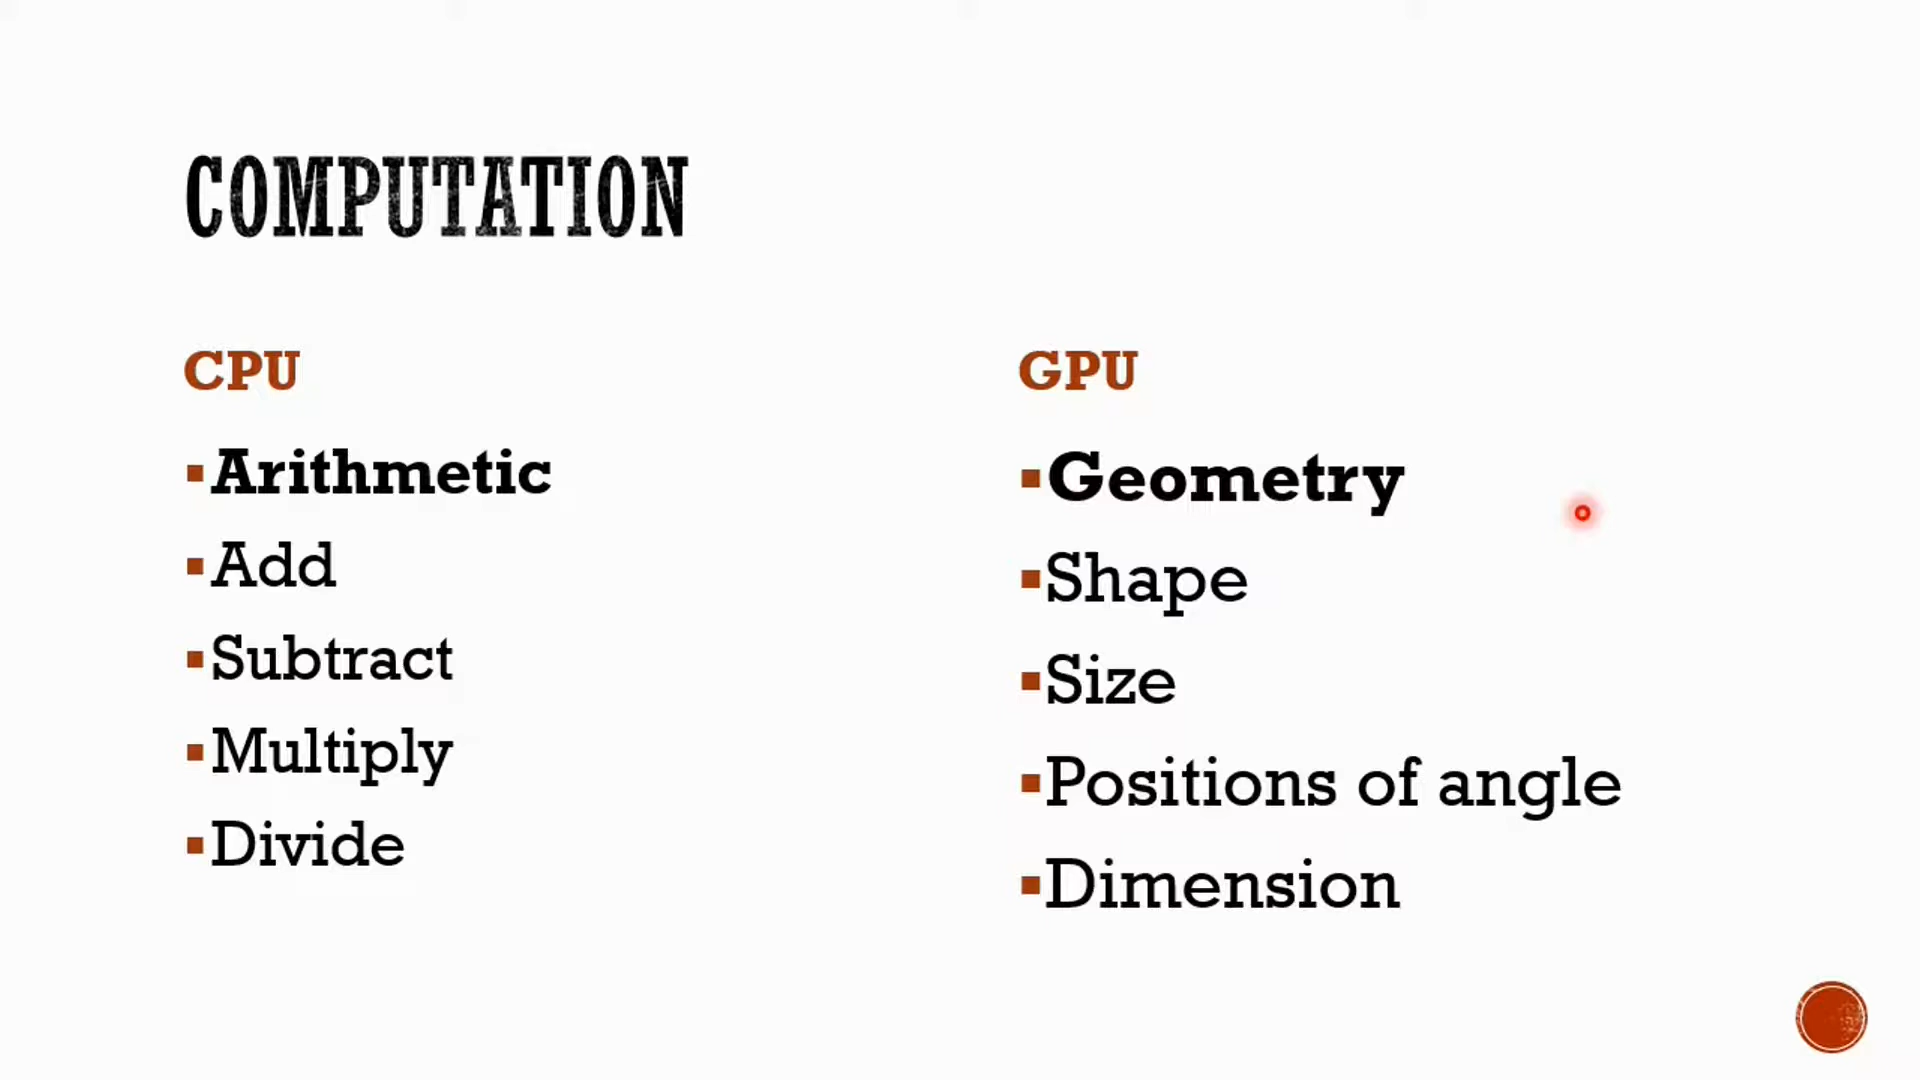 COMPUTATION
CPU
Arithmetic
Add
Subtract
Multiply
Divide
GPU
Geometry
Shape
Size
Positions of angle
Dimension